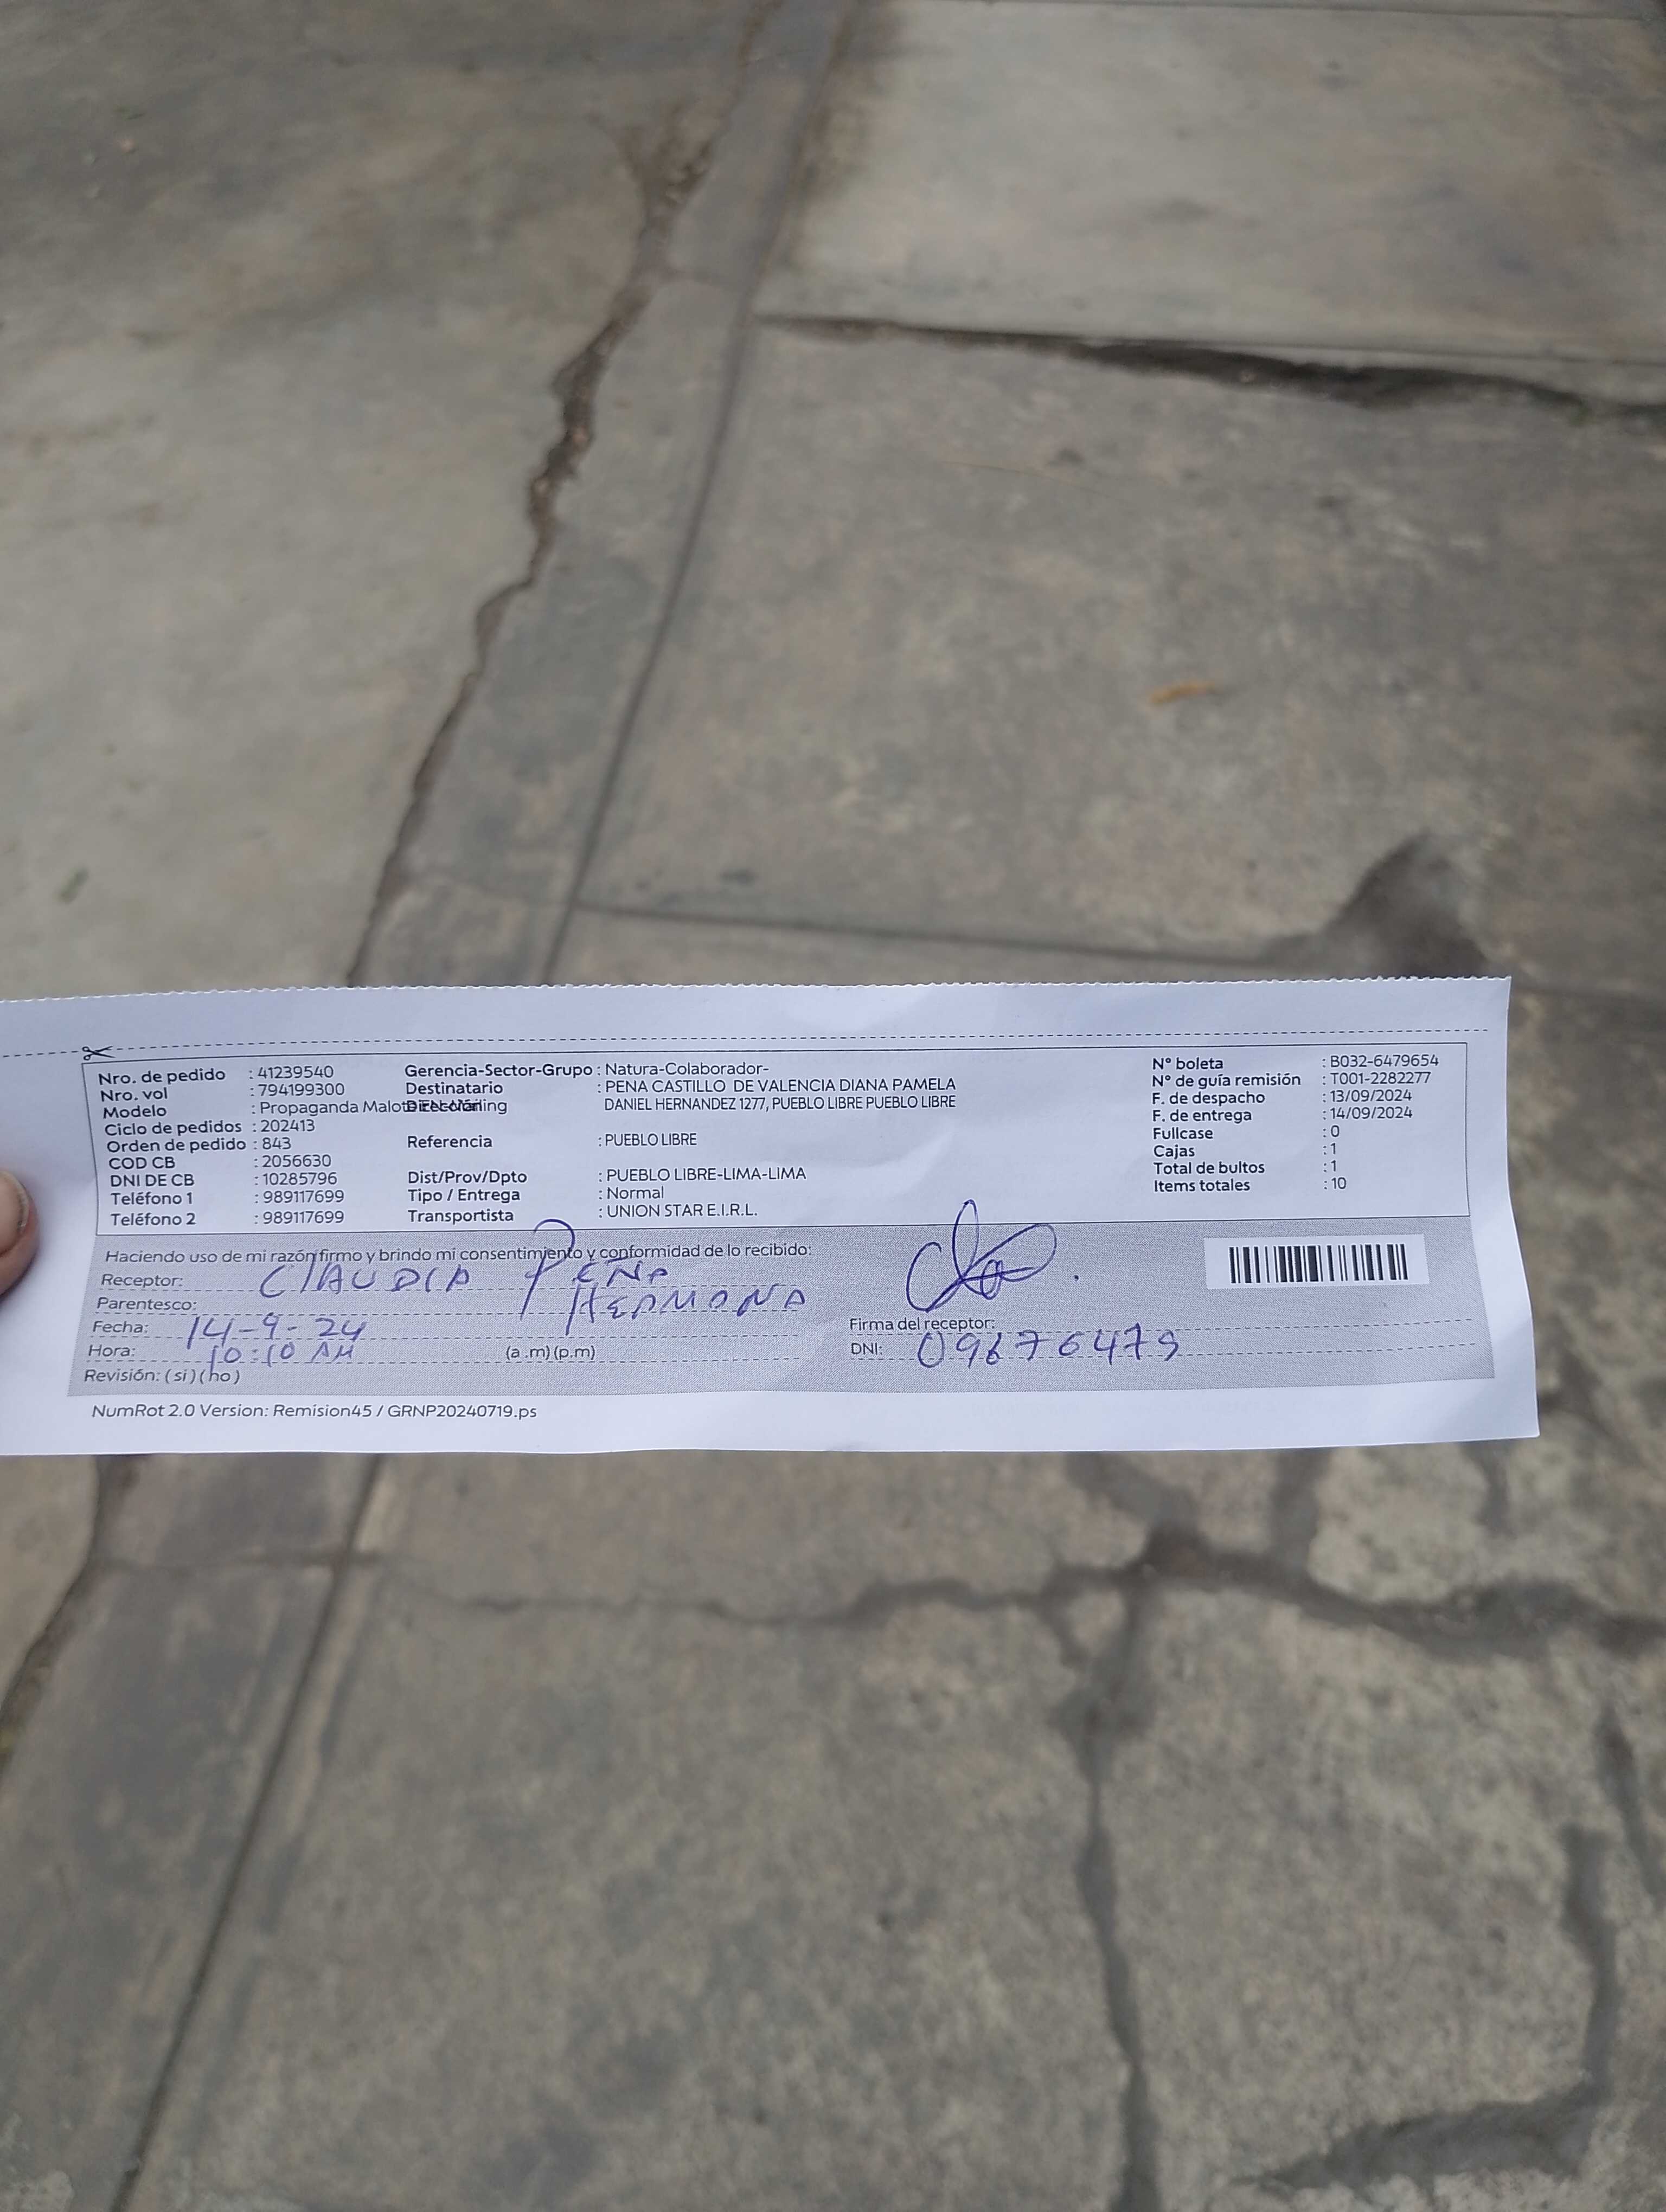 Nro. de pedido : 41239540
Nro. vol : 794199300
Modelo : Propaganda Malote
Ciclo de pedidos : 202413
Orden de pedido : 843
COD CB : 2056630
DNI DE CB : 10285796
Teléfono 1 : 989117699
Teléfono 2 : 989117699
Gerencia-Sector-Grupo : Natura-Colaborador-
Destinatario : PENA CASTILLO DE VALENCIA DIANA PAMELA
DANIEL HERNANDEZ 1277, PUEBLO LIBRE PUEBLO LIBRE
Referencia : PUEBLO LIBRE
Dist/Prov/Dpto : PUEBLO LIBRE-LIMA-LIMA
Tipo / Entrega : Normal
Transportista : UNION STAR E.I.R.L.
N° boleta : B032-6479654
N° de guía remisión : T001-2282277
F. de despacho : 13/09/2024
F. de entrega : 14/09/2024
Fullcase : 0
Cajas : 1
Total de bultos : 1
Items totales : 10
Haciendo uso de mi razón firmo y brindo mi consentimiento y conformidad de lo recibido:
Receptor: CLAUDIA PEÑA
Parentesco: HERMANA
Fecha: 14-9-24
Hora: 10:10 AM (a .m) (p.m)
Revisión: ( si ) ( ho )
Firma del receptor:
DNI: 09676479
NumRot 2.0 Version: Remision45 / GRNP20240719.ps